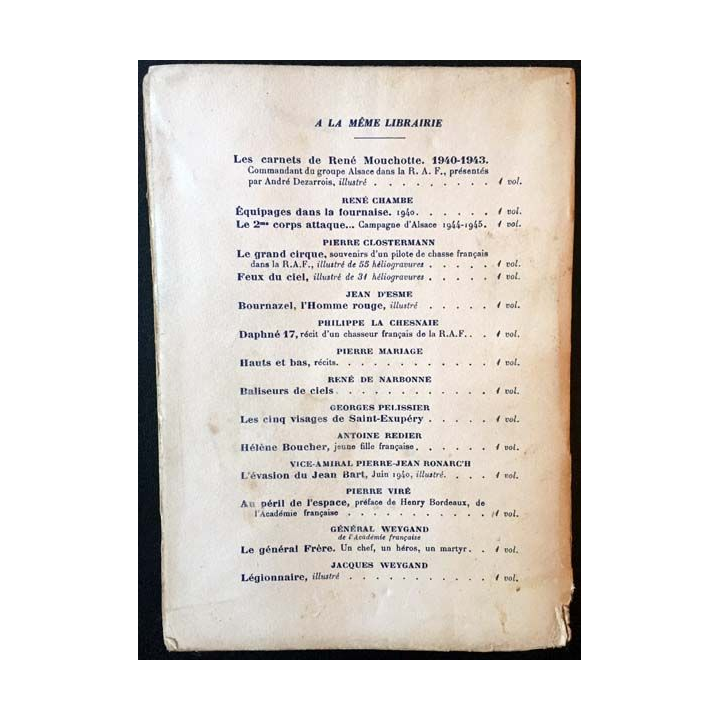 A LA MÊME LIBRAIRIE
Les carnets de René Mouchotte. 1940-1943.
Commandant du groupe Alsace dans la R. A. F., présentés
par André Dezarrois, illustré . . . . . . . . . 1 vol.
RENÉ CHAMBE
Équipages dans la fournaise. 1940. . . . . . 1 vol.
Le 2me corps attaque... Campagne d'Alsace 1944-1945. 1 vol.
PIERRE CLOSTERMANN
Le grand cirque, souvenirs d'un pilote de chasse français
dans la R.A.F., illustré de 55 héliogravures . . . . 1 vol.
Feux du ciel, illustré de 31 héliogravures . . . . . 1 vol.
JEAN D'ESME
Bournazel, l'Homme rouge, illustré . . . . . 1 vol.
PHILIPPE LA CHESNAIE
Daphné 17, récit d'un chasseur français de la R.A.F. . . 1 vol.
PIERRE MARIAGE
Hauts et bas, récits. . . . . . . . . . . . 1 vol.
RENÉ DE NARBONNE
Baliseurs de ciels . . . . . . . . . . . . 1 vol.
GEORGES PELISSIER
Les cinq visages de Saint-Exupéry . . . . . 1 vol.
ANTOINE REDIER
Hélène Boucher, jeune fille française. . . . . . 1 vol.
VICE-AMIRAL PIERRE-JEAN RONARC'H
L'évasion du Jean Bart, Juin 1940, illustré. . . . 1 vol.
PIERRE VIRÉ
Au péril de l'espace, préface de Henry Bordeaux, de
l'Académie française . . . . . . . . . . . 1 vol.
GÉNÉRAL WEYGAND
de l'Académie française
Le général Frère. Un chef, un héros, un martyr. . . 1 vol.
JACQUES WEYGAND
Légionnaire, illustré . . . . . . . . . . . 1 vol.